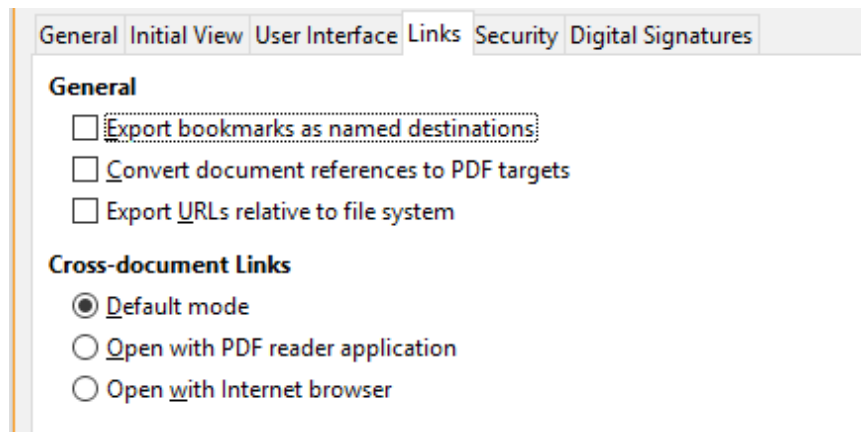 General Initial View User Interface Links Security Digital Signatures
General
Export bookmarks as named destinations
Convert document references to PDF targets
Export URLs relative to file system
Cross-document Links
Default mode
Open with PDF reader application
Open with Internet browser